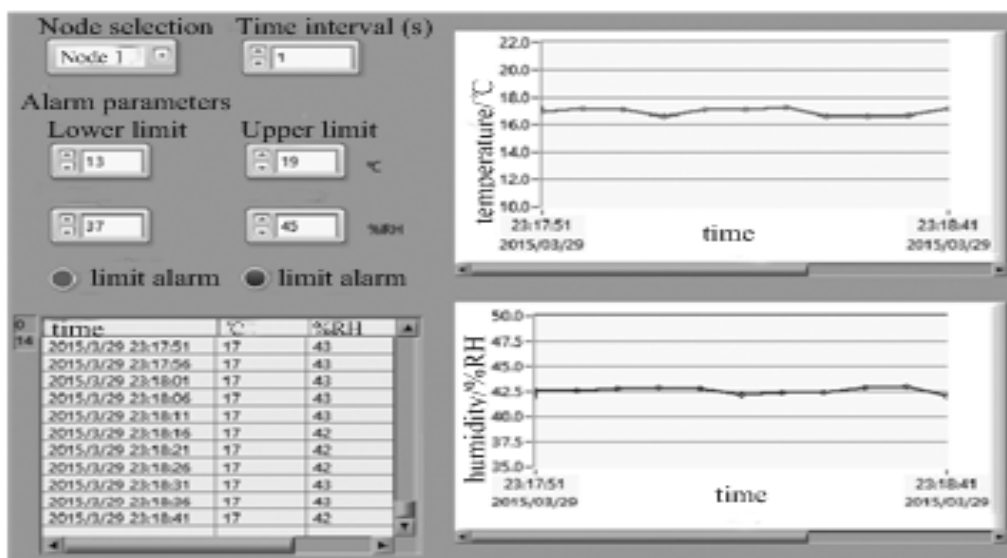 Node selection Time interval (s)
Node 1 1
Alarm parameters
Lower limit Upper limit
13 19 ℃
37 45 %RH
limit alarm limit alarm
0
14
time ℃ %RH
2015/3/29 23:17:51 17 43
2015/3/29 23:17:56 17 43
2015/3/29 23:18:01 17 43
2015/3/29 23:18:06 17 43
2015/3/29 23:18:11 17 43
2015/3/29 23:18:16 17 42
2015/3/29 23:18:21 17 42
2015/3/29 23:18:26 17 42
2015/3/29 23:18:31 17 43
2015/3/29 23:18:36 17 43
2015/3/29 23:18:41 17 42
temperature/℃
22.0
20.0
18.0
16.0
14.0
12.0
10.0
23:17:51 23:18:41
2015/03/29 time 2015/03/29
humidity/%RH
50.0
47.5
45.0
42.5
40.0
37.5
35.0
23:17:51 23:18:41
2015/03/29 time 2015/03/29